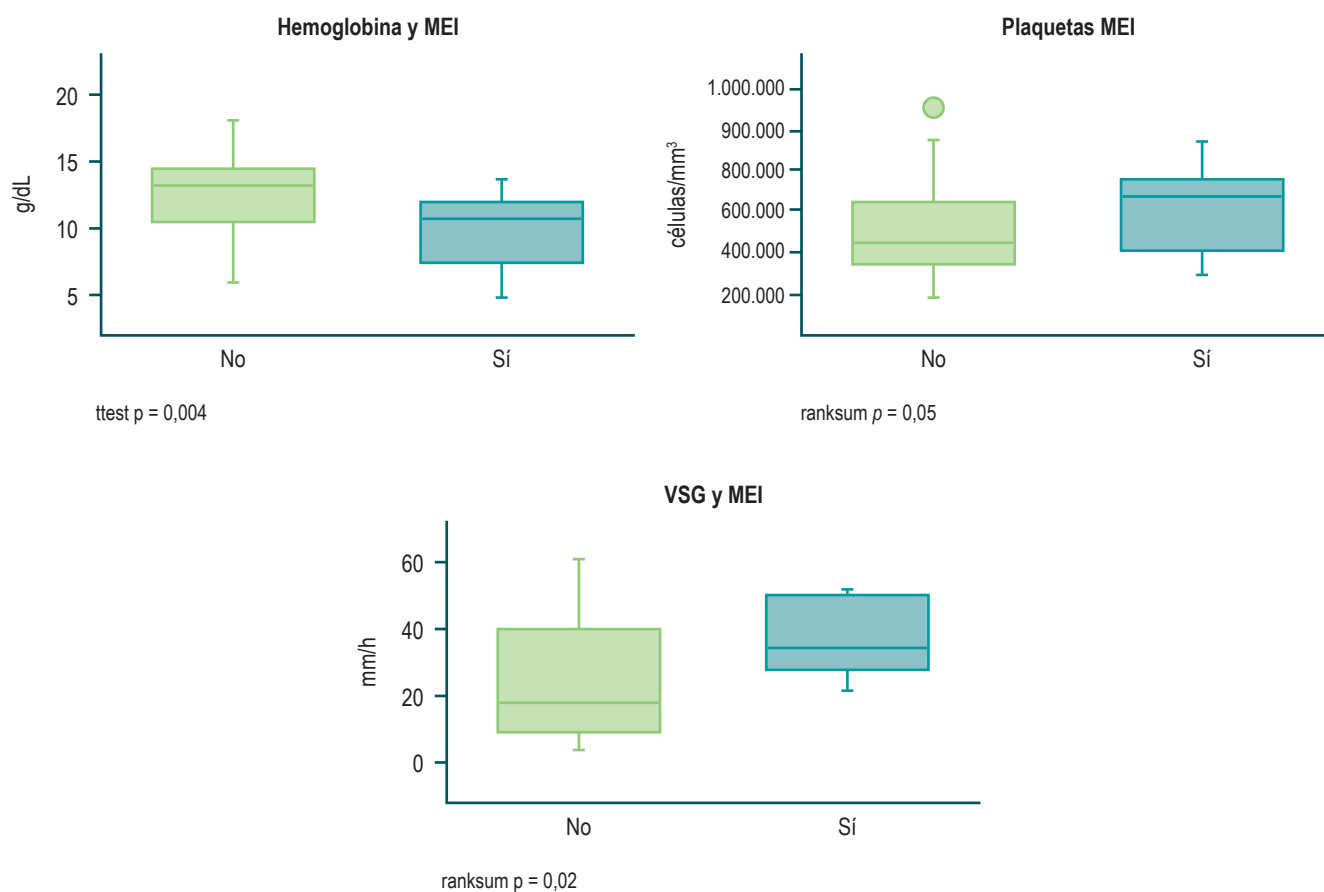 Hemoglobina y MEI
g/dL
20
15
10
5
No Sí
ttest p = 0,004
Plaquetas MEI
células/mm³
1.000.000
900.000
800.000
600.000
400.000
200.000
No Sí
ranksum p = 0,05
VSG y MEI
mm/h
60
40
20
0
No Sí
ranksum p = 0,02